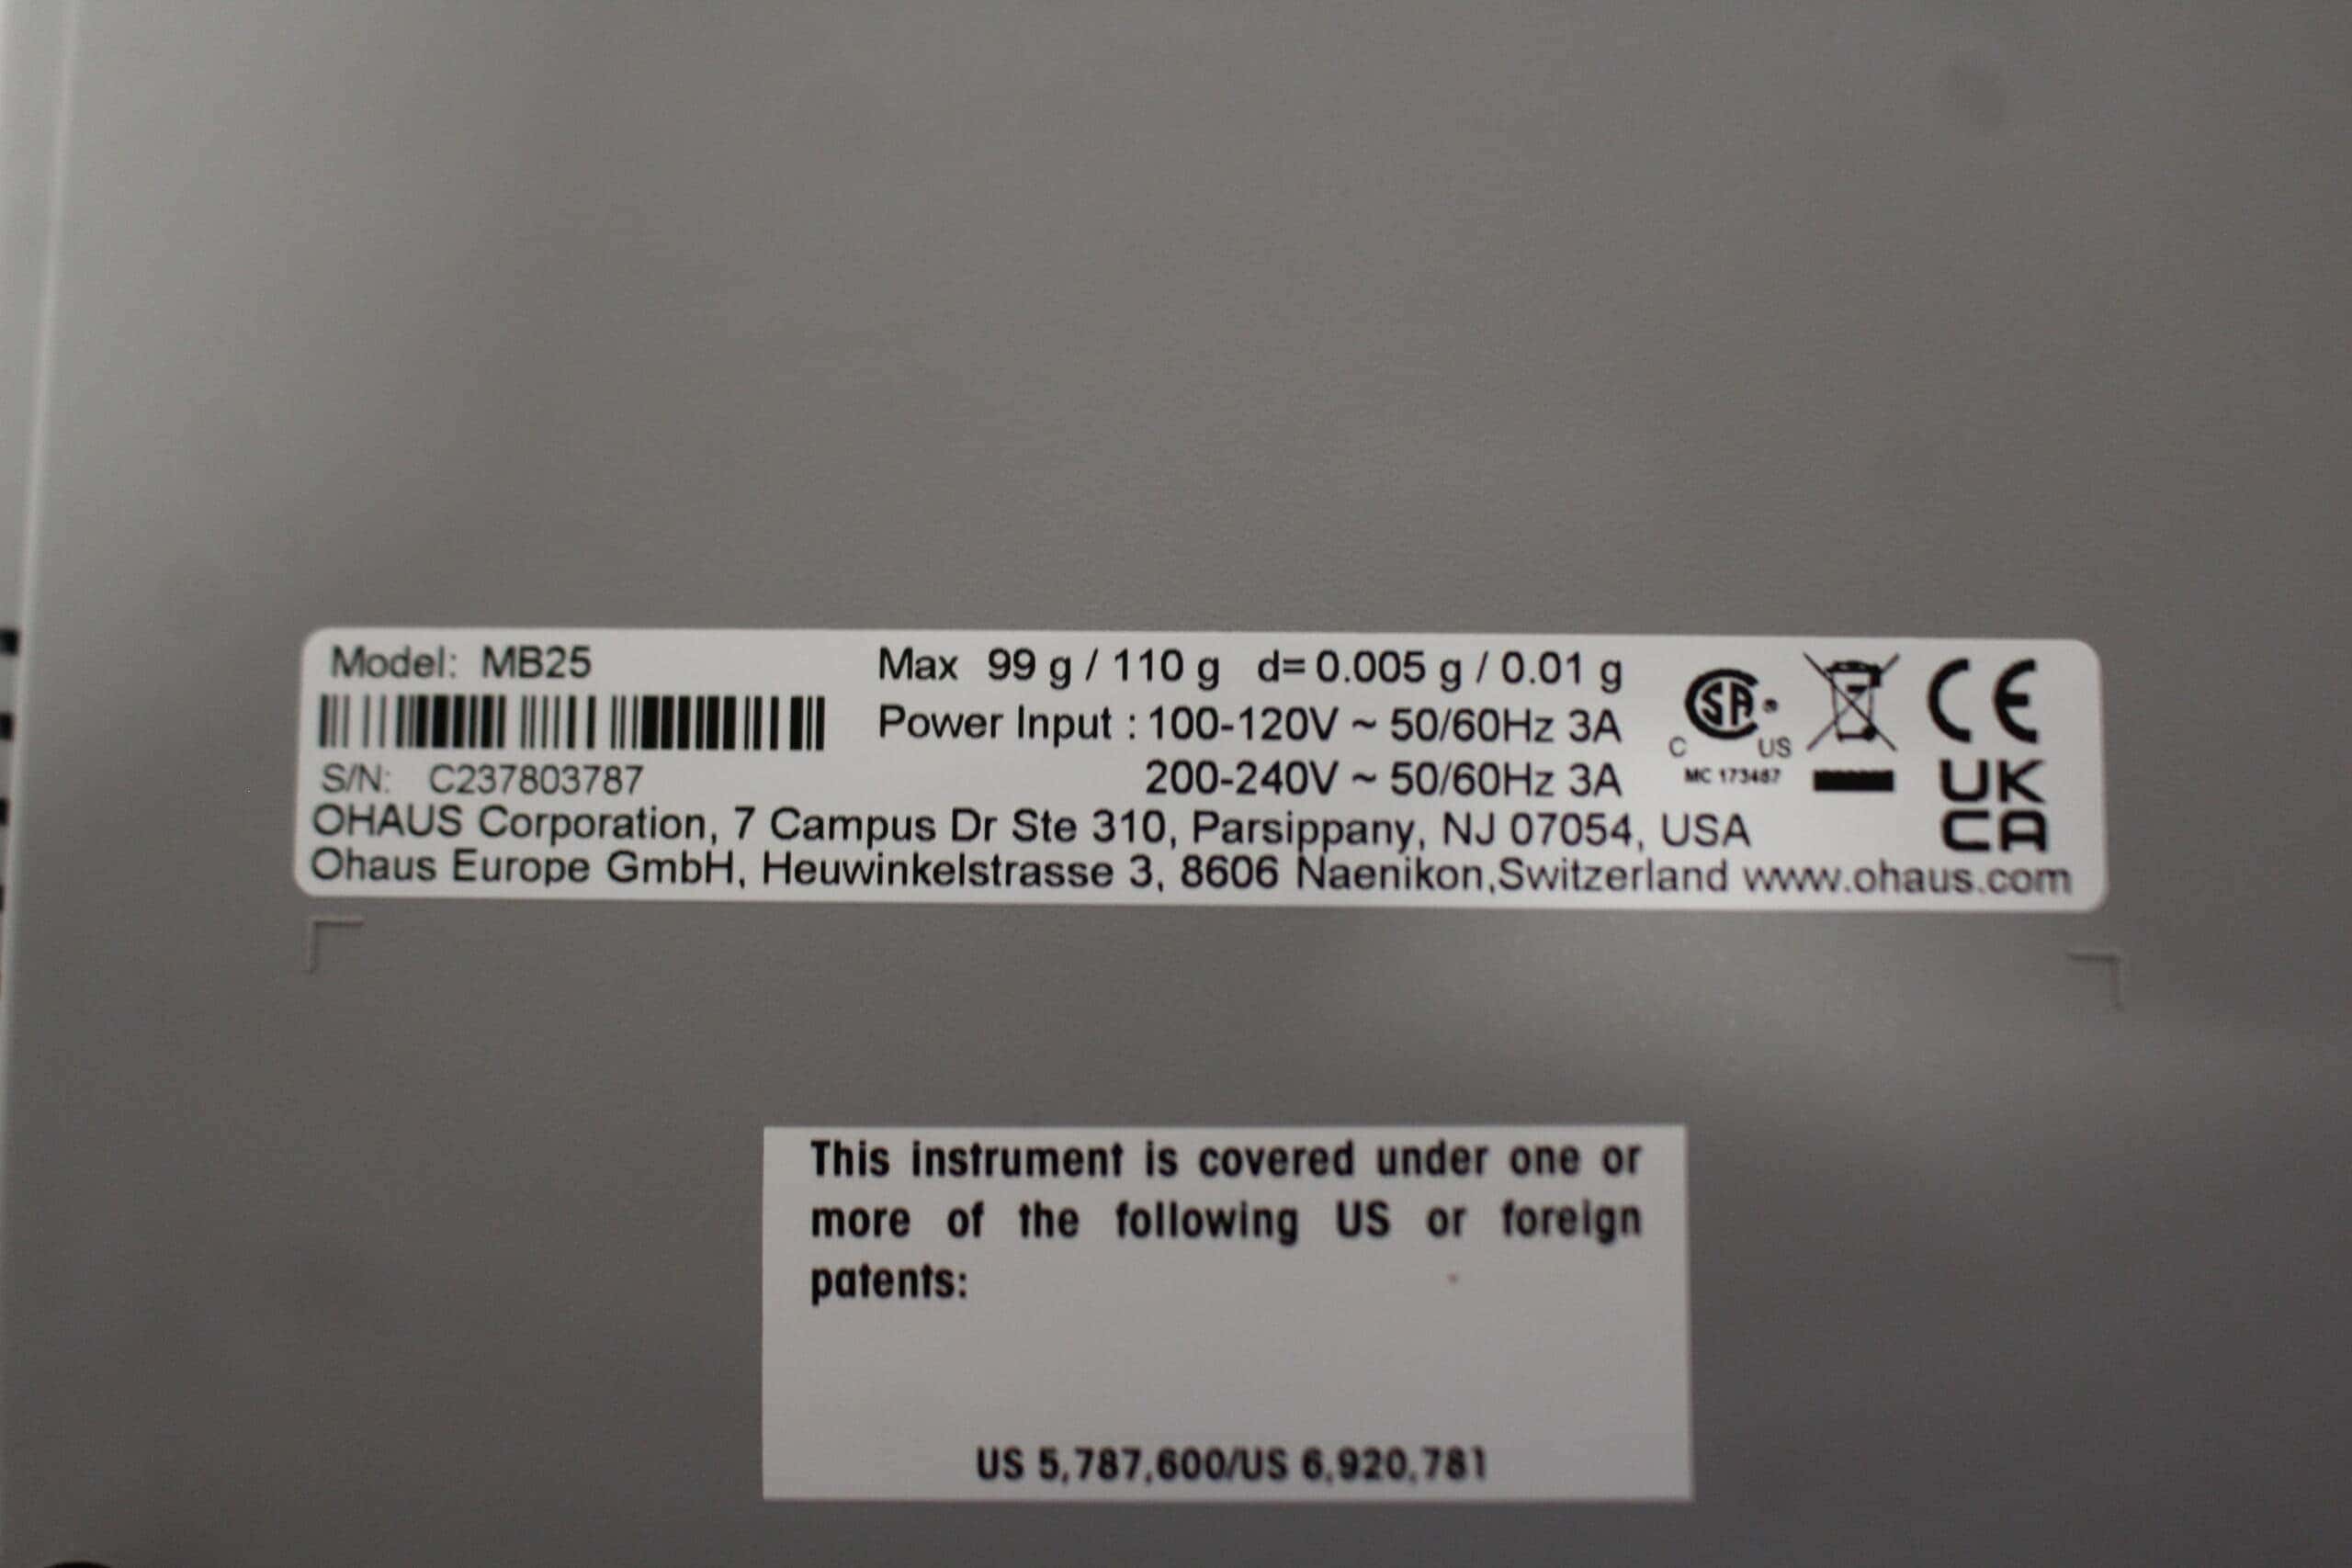 Model: MB25
Max 99 g / 110 g d= 0.005 g / 0.01 g
Power Input : 100-120V ~ 50/60Hz 3A
200-240V ~ 50/60Hz 3A
S/N: C237803787
SA
C US
MC 173467
CE
UK
CA
OHAUS Corporation, 7 Campus Dr Ste 310, Parsippany, NJ 07054, USA
Ohaus Europe GmbH, Heuwinkelstrasse 3, 8606 Naenikon,Switzerland www.ohaus.com
This instrument is covered under one or
more of the following US or foreign
patents:
US 5,787,600/US 6,920,781